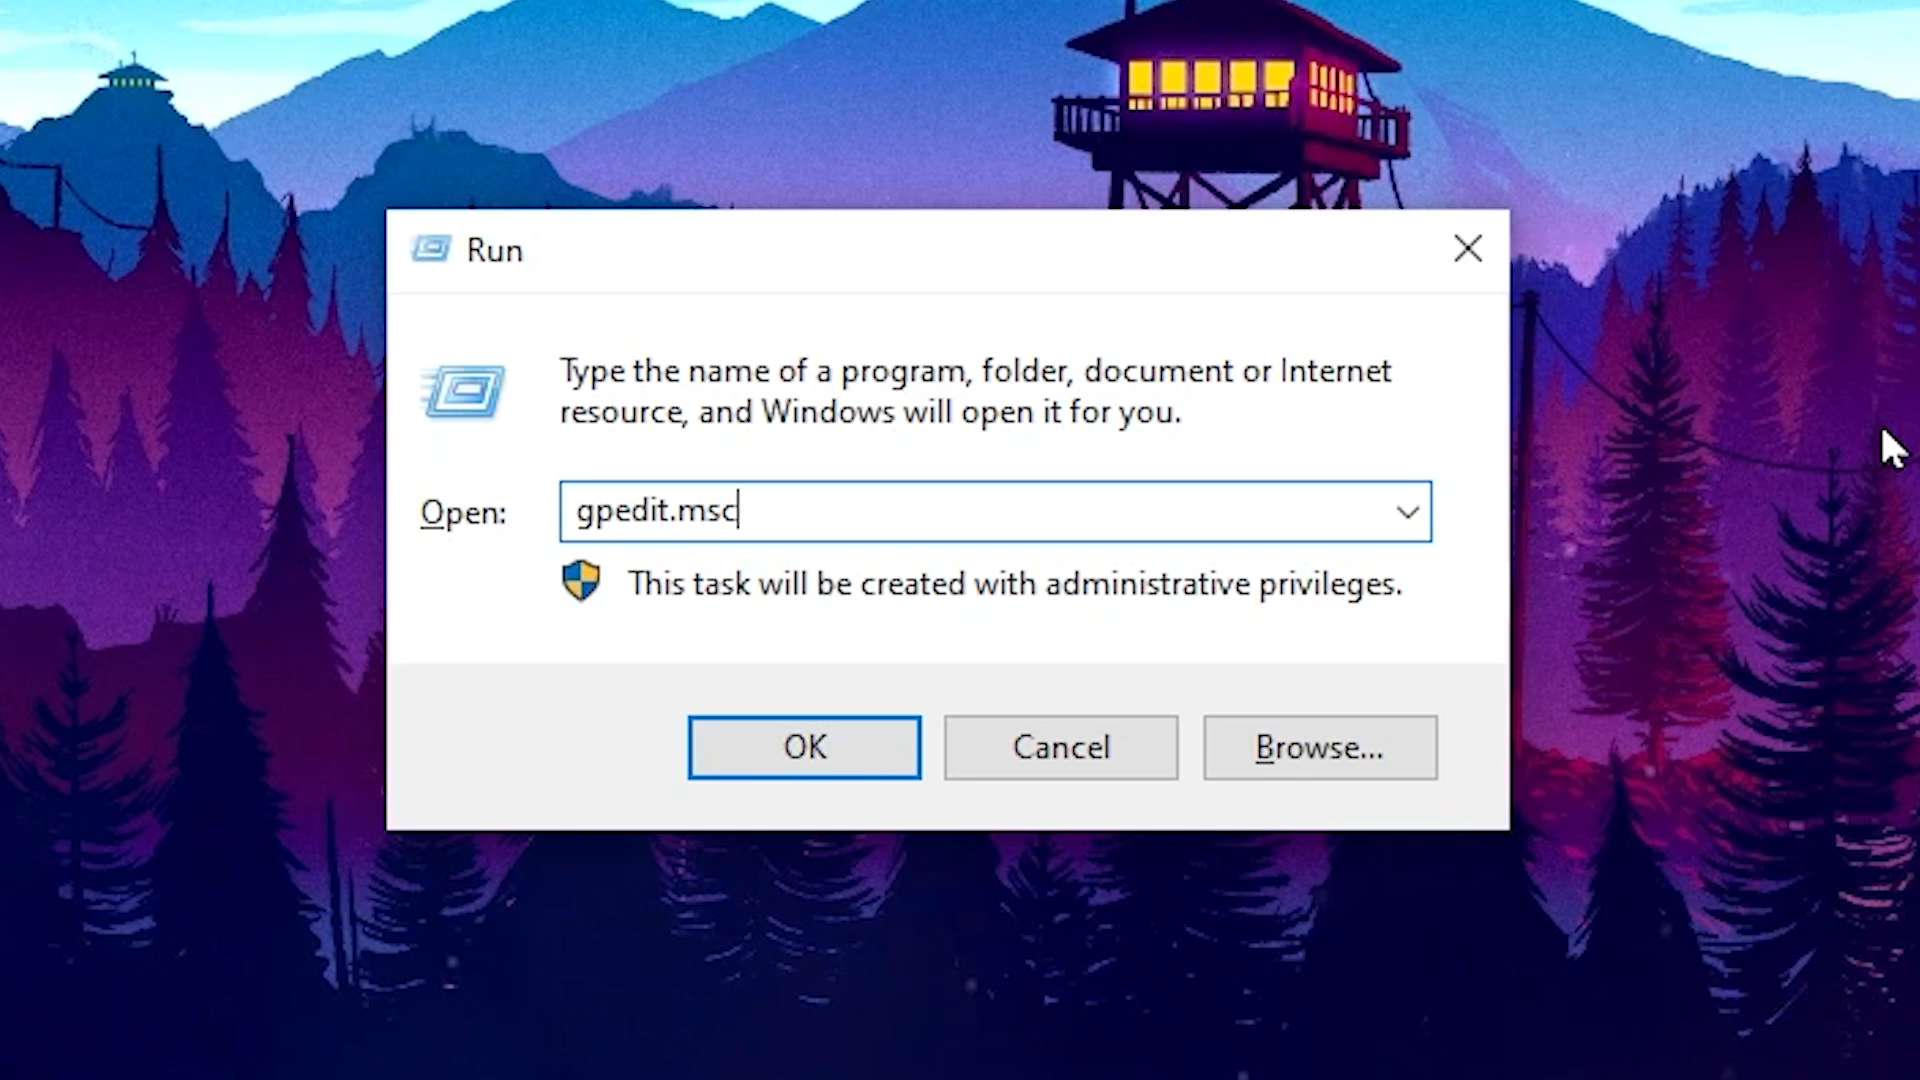 Run
Type the name of a program, folder, document or Internet
resource, and Windows will open it for you.
Open: gpedit.msc
This task will be created with administrative privileges.
OK Cancel Browse...